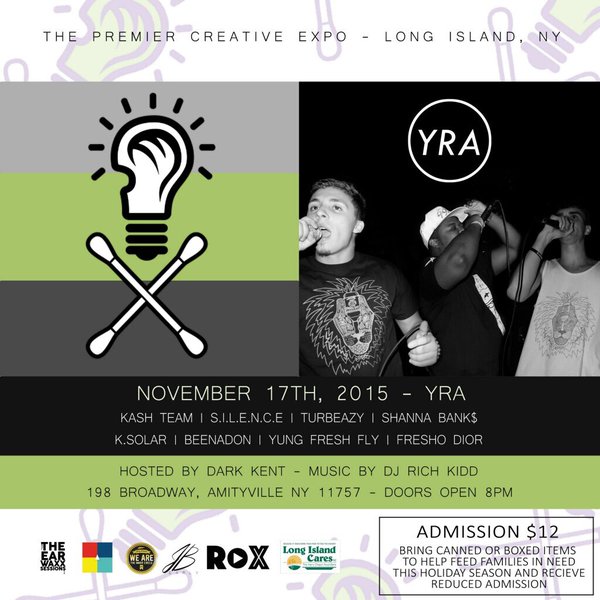 THE PREMIER CREATIVE EXPO - LONG ISLAND, NY
YRA
NOVEMBER 17TH, 2015 - YRA
KASH TEAM | S.I.L.E.N.C.E | TURBEAZY | SHANNA BANK$
K.SOLAR | BEENADON | YUNG FRESH FLY | FRESHO DIOR
HOSTED BY DARK KENT - MUSIC BY DJ RICH KIDD
198 BROADWAY, AMITYVILLE NY 11757 - DOORS OPEN 8PM
THE
EAR
WAXX
SESSIONS
WE ARE
ROX
Long Island
Cares
ADMISSION $12
BRING CANNED OR BOXED ITEMS
TO HELP FEED FAMILIES IN NEED
THIS HOLIDAY SEASON AND RECIEVE
REDUCED ADMISSION